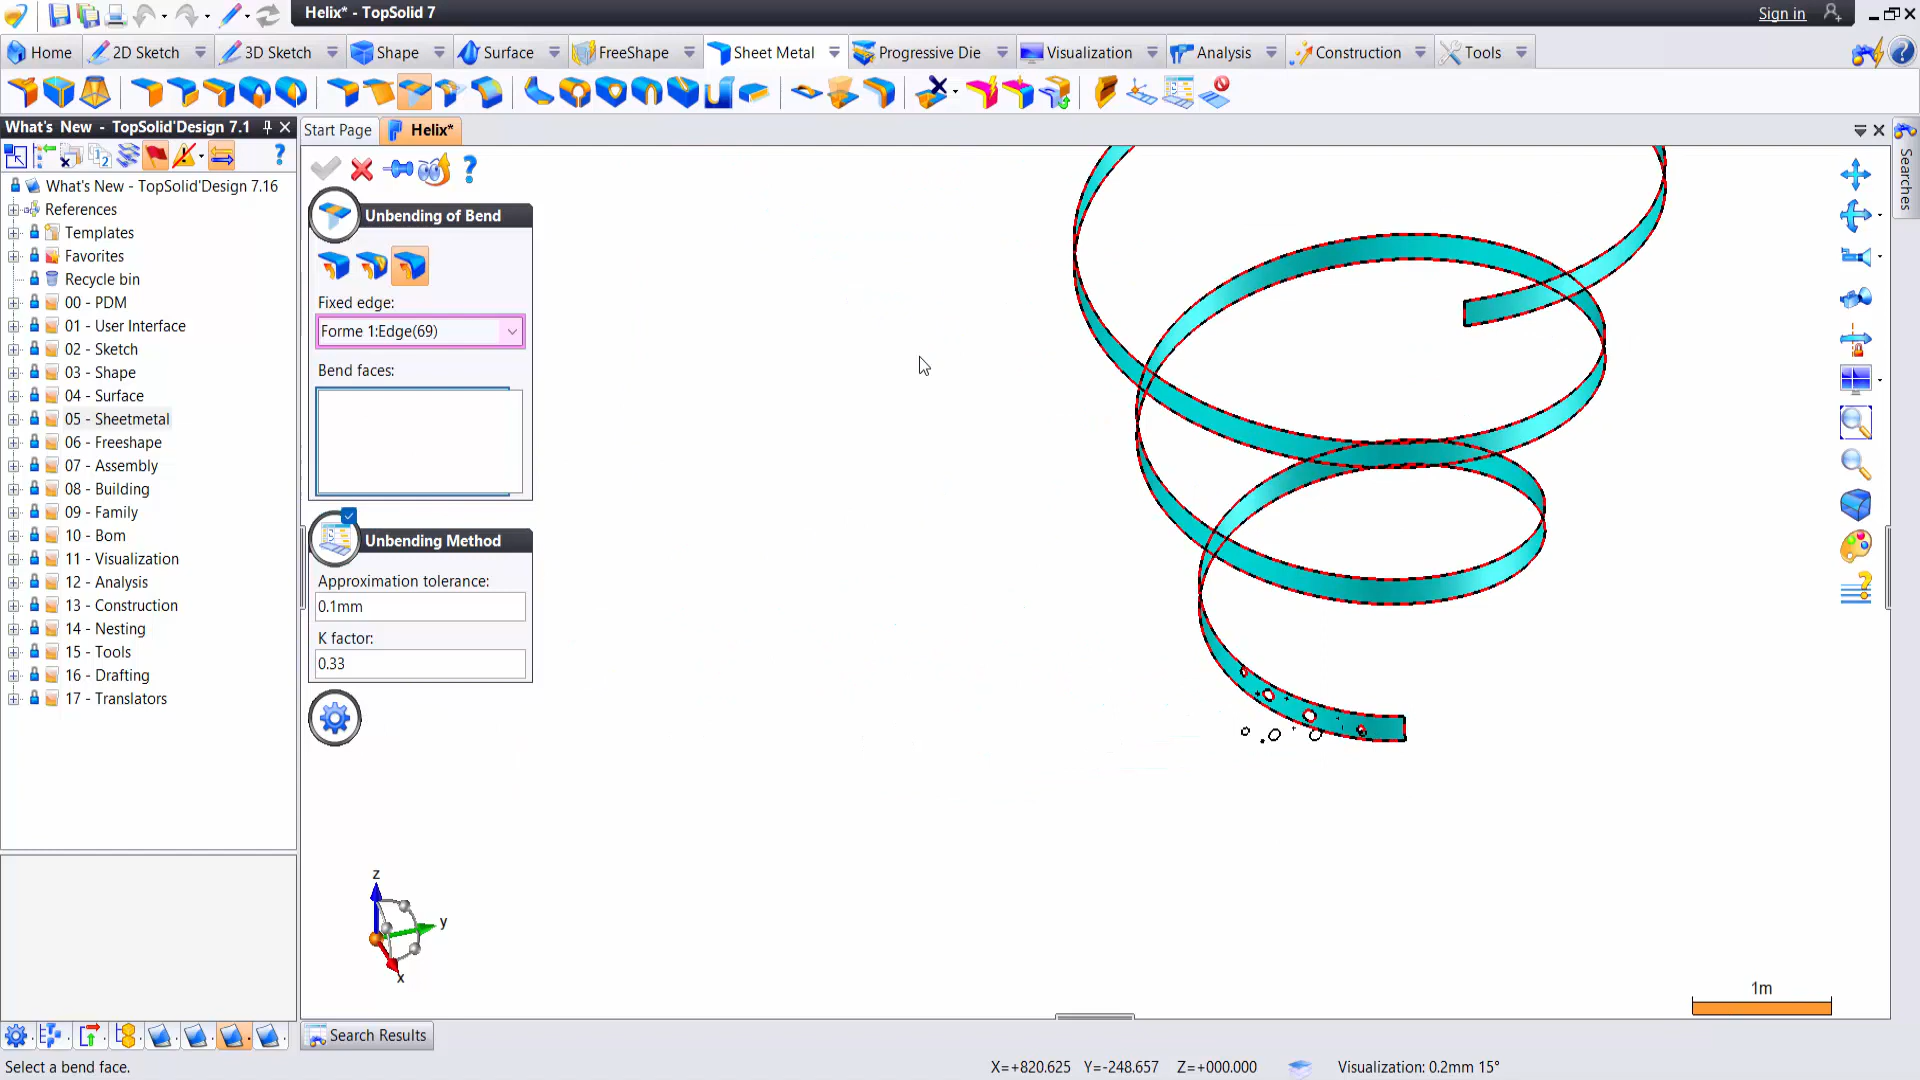 Helix* - TopSolid 7
Sign in
Home
2D Sketch
3D Sketch
Shape
Surface
FreeShape
Sheet Metal
Progressive Die
Visualization
Analysis
Construction
Tools
What's New - TopSolid'Design 7.1
Start Page
Helix*
What's New - TopSolid'Design 7.16
References
Templates
Favorites
Recycle bin
00 - PDM
01 - User Interface
02 - Sketch
03 - Shape
04 - Surface
05 - Sheetmetal
06 - Freeshape
07 - Assembly
08 - Building
09 - Family
10 - Bom
11 - Visualization
12 - Analysis
13 - Construction
14 - Nesting
15 - Tools
16 - Drafting
17 - Translators
Unbending of Bend
Fixed edge:
Forme 1:Edge(69)
Bend faces:
Unbending Method
Approximation tolerance:
0.1mm
K factor:
0.33
Searches
z
y
x
1m
Search Results
Select a bend face.
X=+820.625
Y=-248.657
Z=+000.000
Visualization: 0.2mm 15°